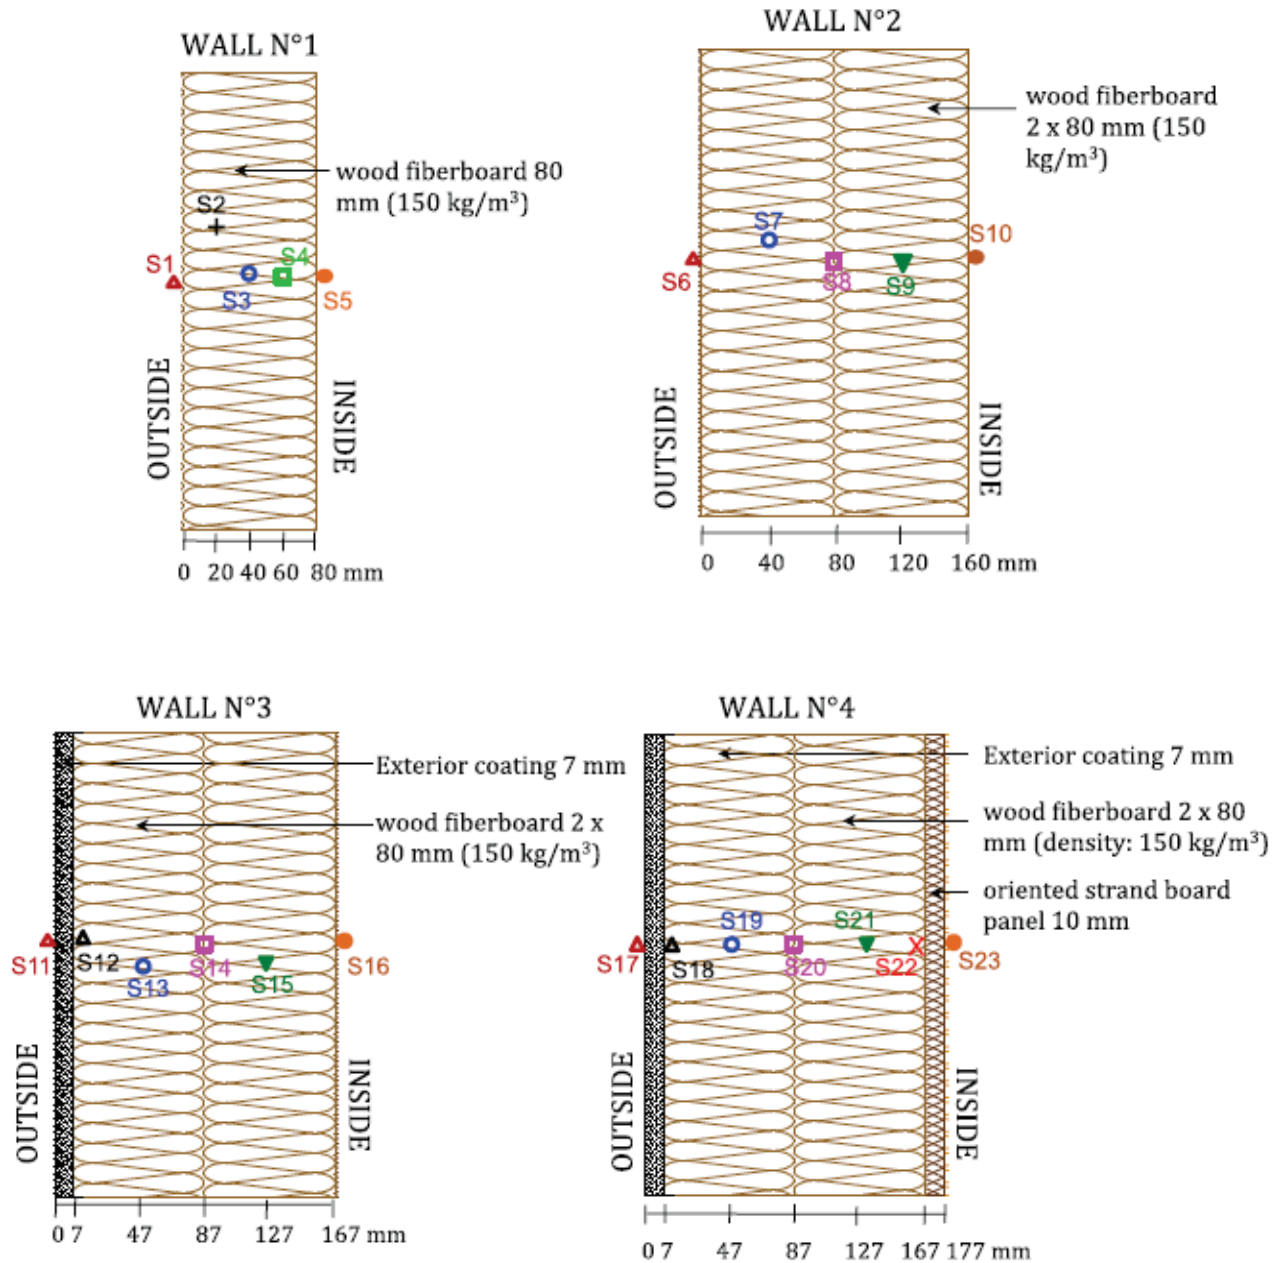 WALL N°1
wood fiberboard 80
mm (150 kg/m³)
S2
S1
S4
S3
S5
OUTSIDE
INSIDE
0 20 40 60 80 mm
WALL N°2
wood fiberboard
2 x 80 mm (150
kg/m³)
S7
S10
S6
S8
S9
OUTSIDE
INSIDE
0 40 80 120 160 mm
WALL N°3
Exterior coating 7 mm
wood fiberboard 2 x
80 mm (150 kg/m³)
S11
S12
S13
S14
S15
S16
OUTSIDE
INSIDE
0 7 47 87 127 167 mm
WALL N°4
Exterior coating 7 mm
wood fiberboard 2 x 80
mm (density: 150 kg/m³)
oriented strand board
panel 10 mm
S19
S21
S17
S18
S20
S22
S23
OUTSIDE
INSIDE
0 7 47 87 127 167 177 mm